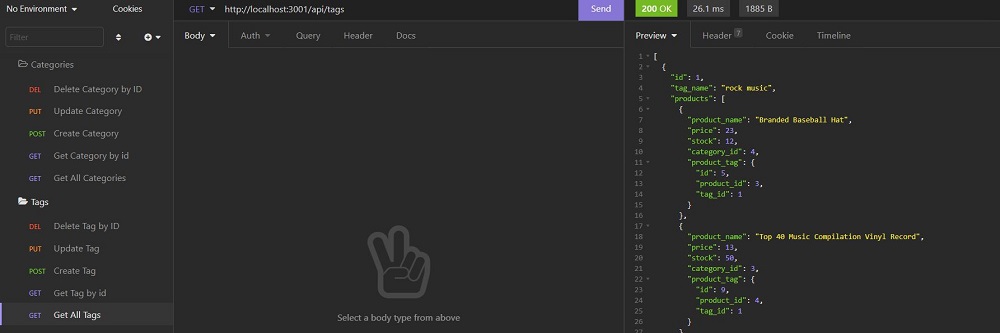 No Environment
Cookies
Filter
Categories
DEL Delete Category by ID
PUT Update Category
POST Create Category
GET Get Category by id
GET Get All Categories
Tags
DEL Delete Tag by ID
PUT Update Tag
POST Create Tag
GET Get Tag by id
GET Get All Tags
GET http://localhost:3001/api/tags
Send
Body Auth Query Header Docs
Select a body type from above
200 OK 26.1 ms 1885 B
Preview Header 7 Cookie Timeline
1 [
2 {
3 "id": 1,
4 "tag_name": "rock music",
5 "products": [
6 {
7 "product_name": "Branded Baseball Hat",
8 "price": 23,
9 "stock": 12,
10 "category_id": 4,
11 "product_tag": {
12 "id": 5,
13 "product_id": 3,
14 "tag_id": 1
15 }
16 },
17 {
18 "product_name": "Top 40 Music Compilation Vinyl Record",
19 "price": 13,
20 "stock": 50,
21 "category_id": 3,
22 "product_tag": {
23 "id": 9,
24 "product_id": 4,
25 "tag_id": 1
26 }